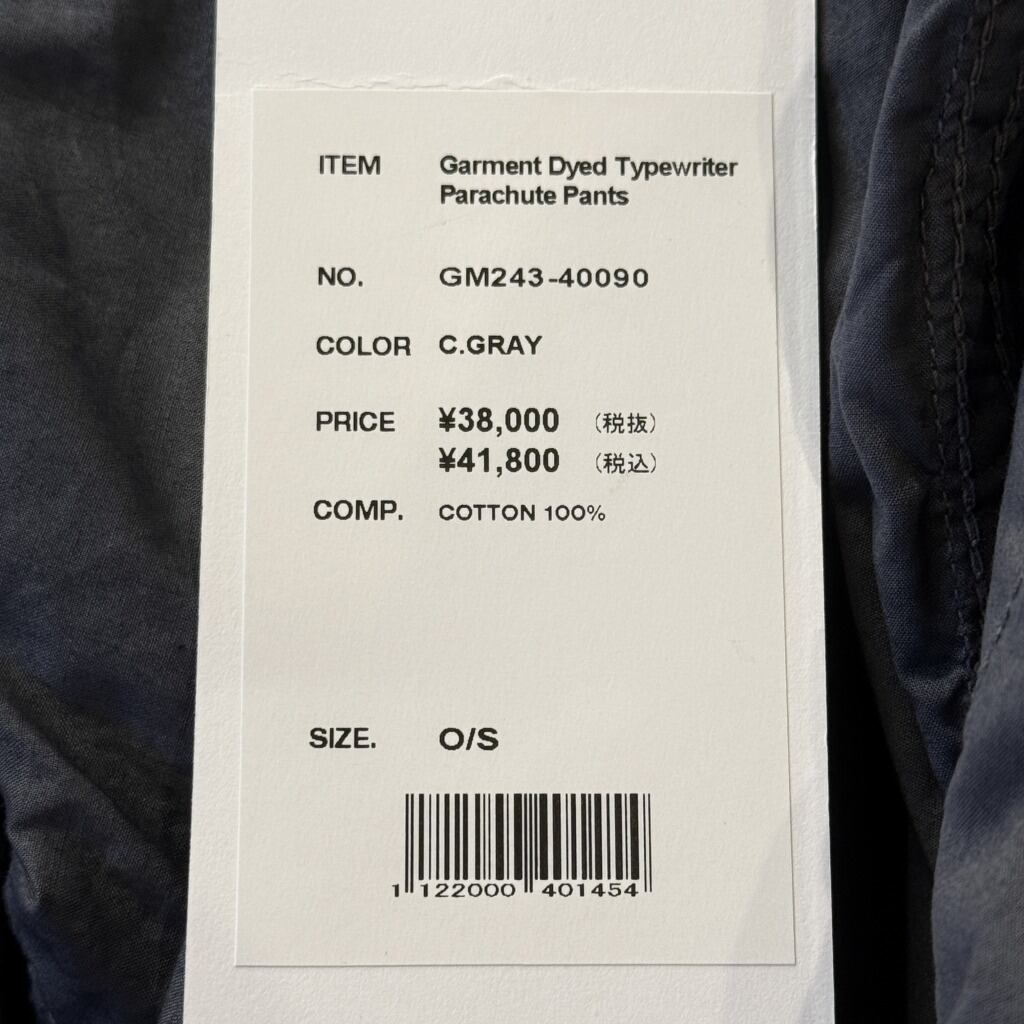 ITEM Garment Dyed Typewriter
Parachute Pants
NO. GM243-40090
COLOR C.GRAY
PRICE ¥38,000 (税抜)
¥41,800 (税込)
COMP. COTTON 100%
SIZE. O/S
1 122000 401454